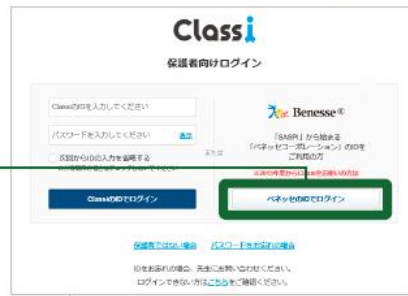 Classi
保護者向けログイン
ClassiのIDを入力してください
パスワードを入力してください
表示
次回からIDの入力を省略する
または
Benesse®
「SASPI」から始まる
「ベネッセコーポレーション」のIDを
ご利用の方
ClassiのIDでログイン
ベネッセのIDでログイン
保護者ではない場合 パスワードをお忘れの場合
IDをお忘れの場合、先生にお問い合わせください。
ログインできない方はこちらをご確認ください。